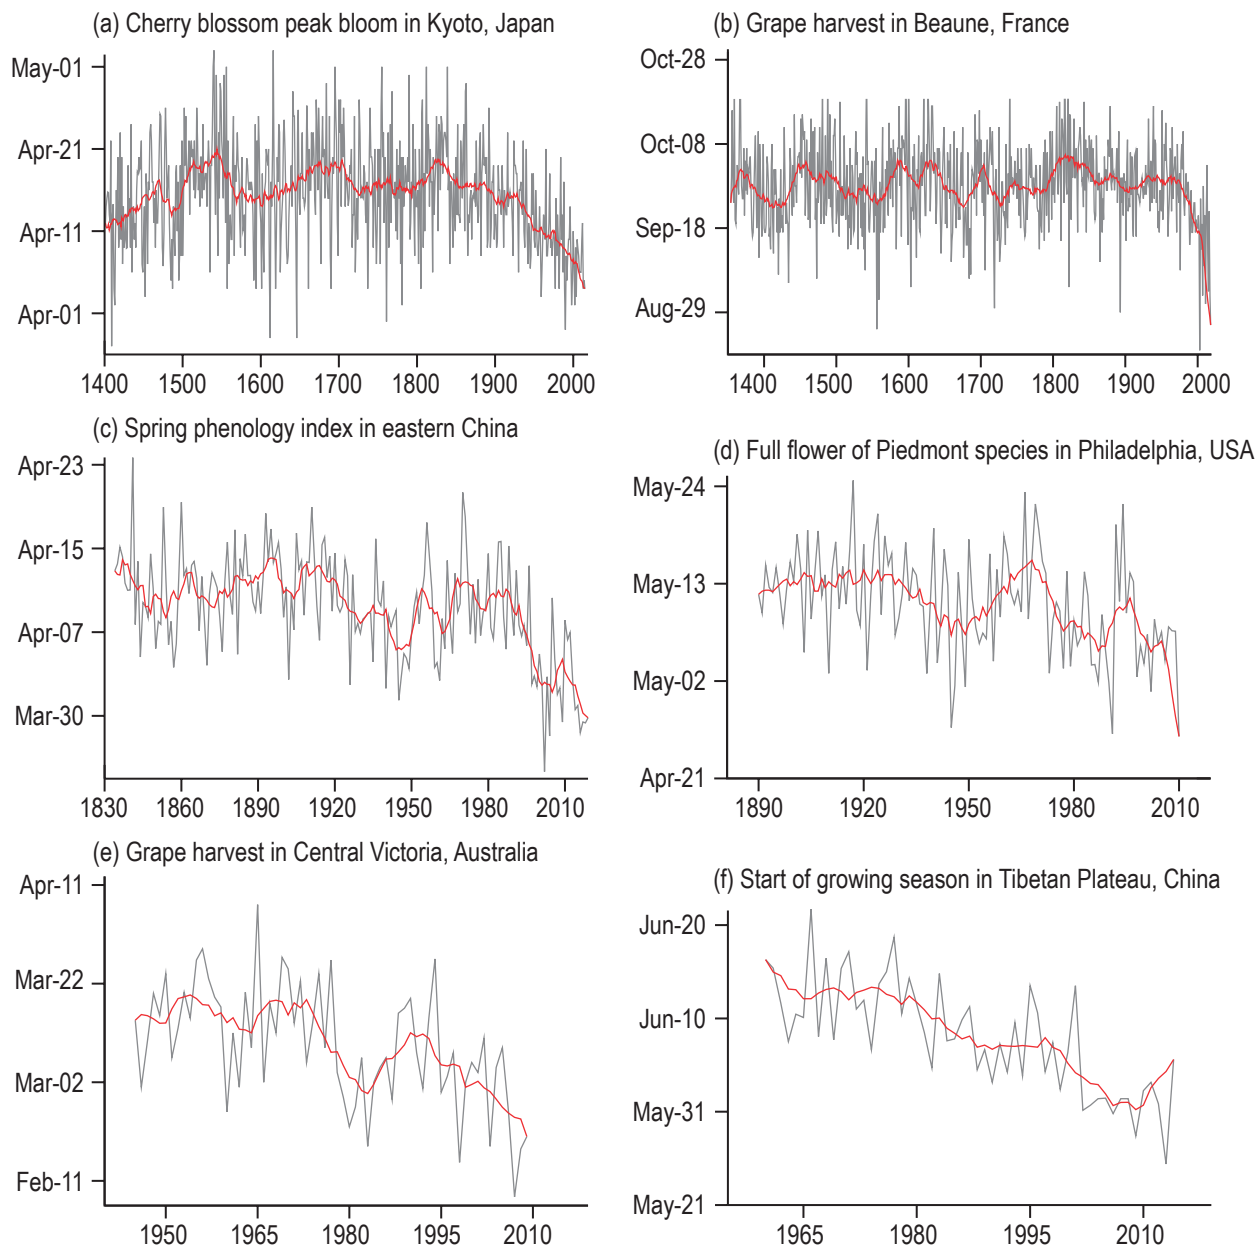 (a) Cherry blossom peak bloom in Kyoto, Japan
May-01
Apr-21
Apr-11
Apr-01
1400 1500 1600 1700 1800 1900 2000
(b) Grape harvest in Beaune, France
Oct-28
Oct-08
Sep-18
Aug-29
1400 1500 1600 1700 1800 1900 2000
(c) Spring phenology index in eastern China
Apr-23
Apr-15
Apr-07
Mar-30
1830 1860 1890 1920 1950 1980 2010
(d) Full flower of Piedmont species in Philadelphia, USA
May-24
May-13
May-02
Apr-21
1890 1920 1950 1980 2010
(e) Grape harvest in Central Victoria, Australia
Apr-11
Mar-22
Mar-02
Feb-11
1950 1965 1980 1995 2010
(f) Start of growing season in Tibetan Plateau, China
Jun-20
Jun-10
May-31
May-21
1965 1980 1995 2010